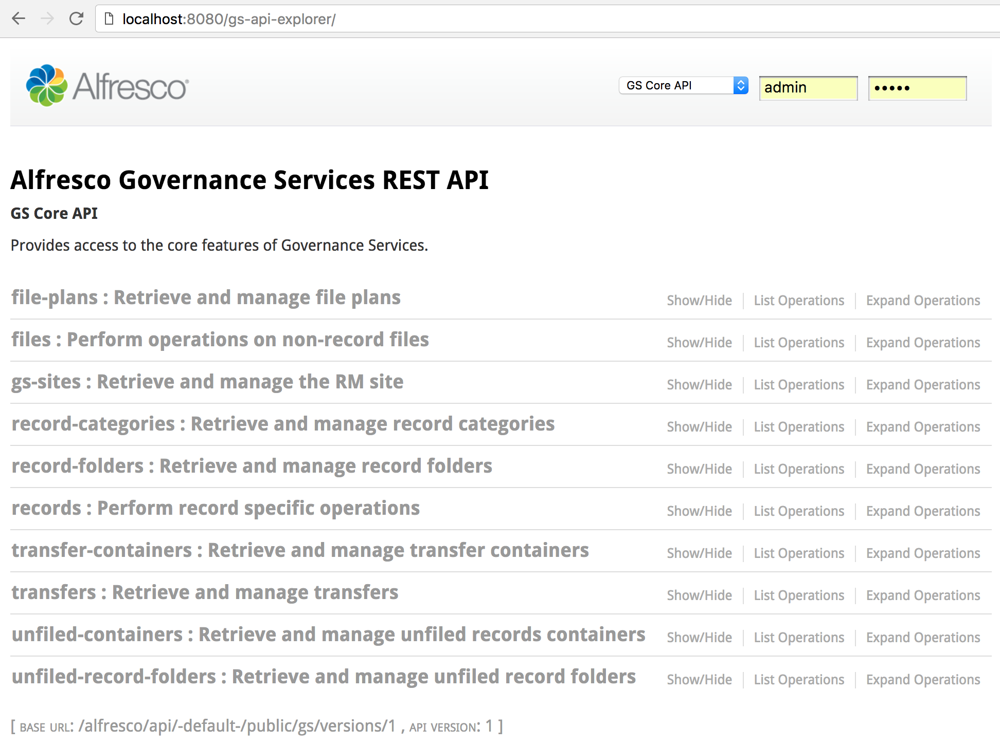 localhost:8080/gs-api-explorer/
Alfresco®
GS Core API
admin
•••••
Alfresco Governance Services REST API
GS Core API
Provides access to the core features of Governance Services.
file-plans : Retrieve and manage file plans Show/Hide List Operations Expand Operations
files : Perform operations on non-record files Show/Hide List Operations Expand Operations
gs-sites : Retrieve and manage the RM site Show/Hide List Operations Expand Operations
record-categories : Retrieve and manage record categories Show/Hide List Operations Expand Operations
record-folders : Retrieve and manage record folders Show/Hide List Operations Expand Operations
records : Perform record specific operations Show/Hide List Operations Expand Operations
transfer-containers : Retrieve and manage transfer containers Show/Hide List Operations Expand Operations
transfers : Retrieve and manage transfers Show/Hide List Operations Expand Operations
unfiled-containers : Retrieve and manage unfiled records containers Show/Hide List Operations Expand Operations
unfiled-record-folders : Retrieve and manage unfiled record folders Show/Hide List Operations Expand Operations
[ BASE URL: /alfresco/api/-default-/public/gs/versions/1 , API VERSION: 1 ]